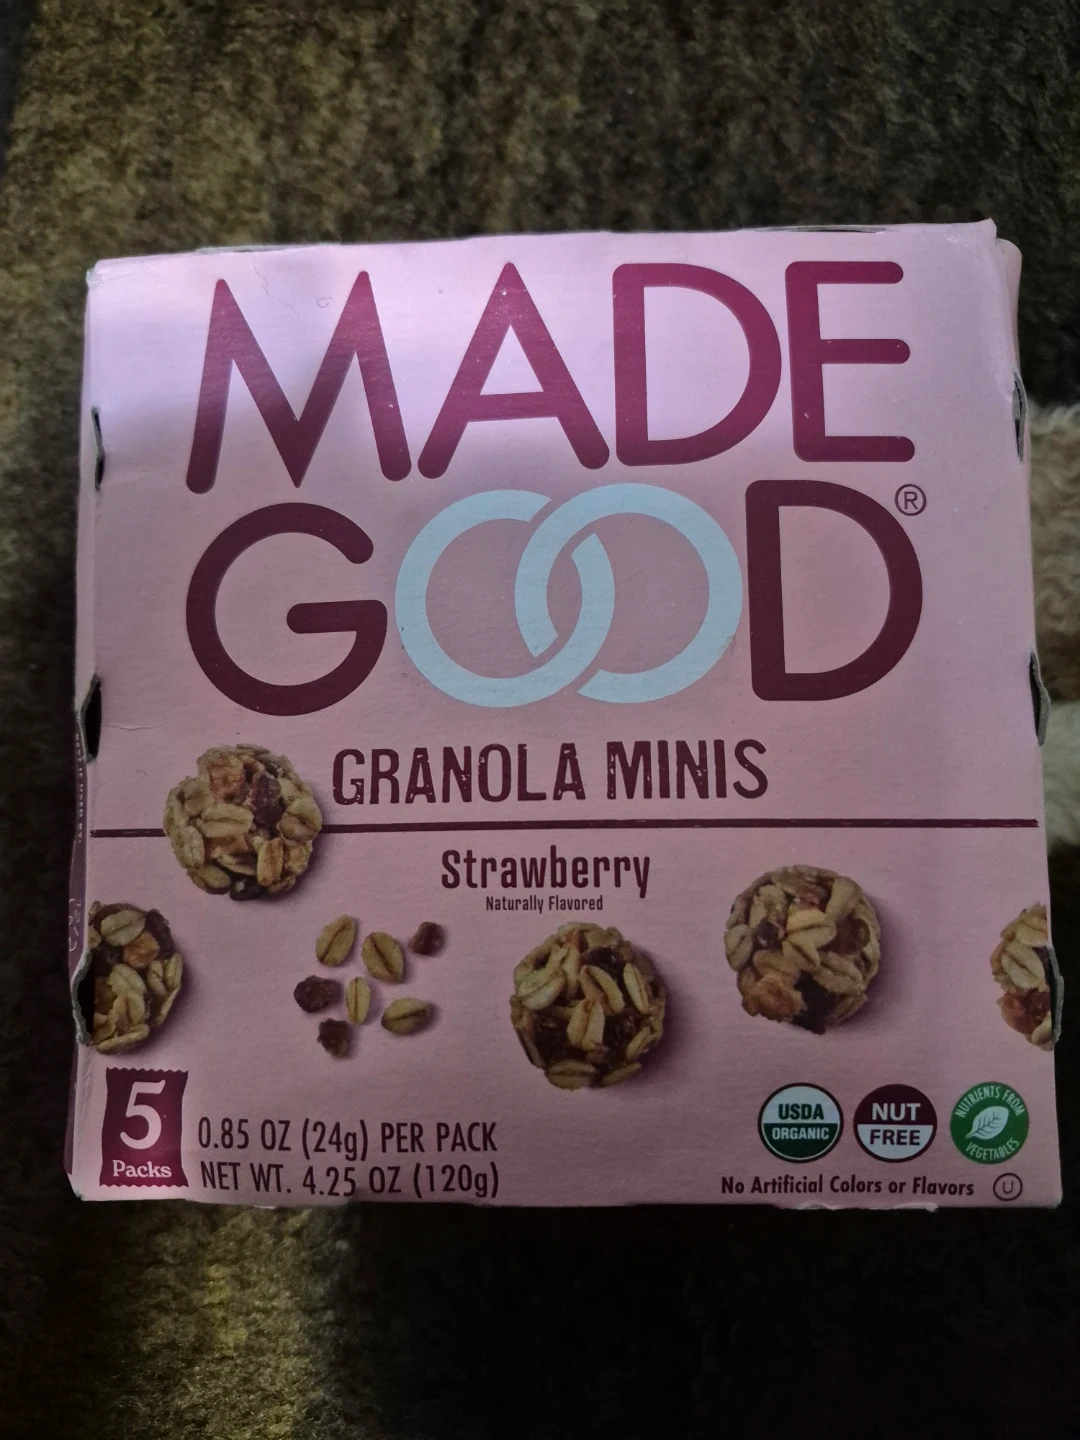 MADE
GOOD®
GRANOLA MINIS
Strawberry
Naturally Flavored
5
Packs
0.85 OZ (24g) PER PACK
NET WT. 4.25 OZ (120g)
USDA
ORGANIC
NUT
FREE
NUTRIENTS FROM
VEGETABLES
No Artificial Colors or Flavors U